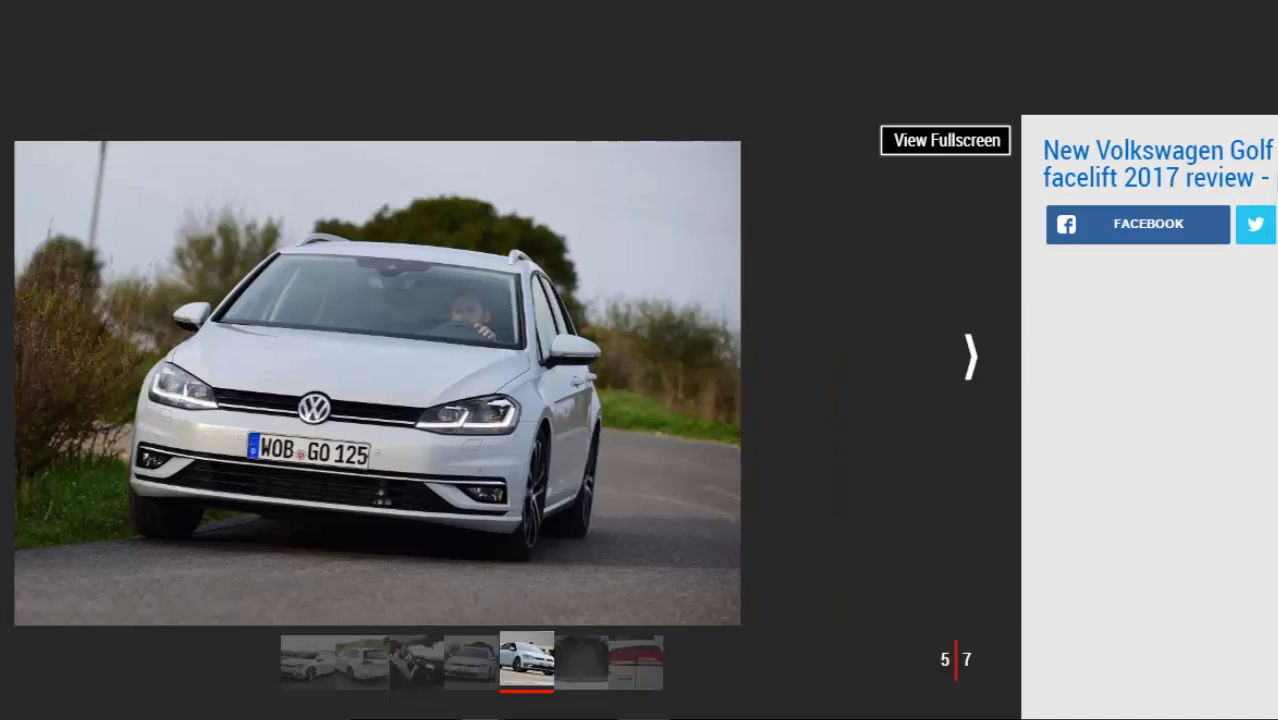 View Fullscreen
New Volkswagen Golf
facelift 2017 review -
FACEBOOK
WOB GO 125
5 7